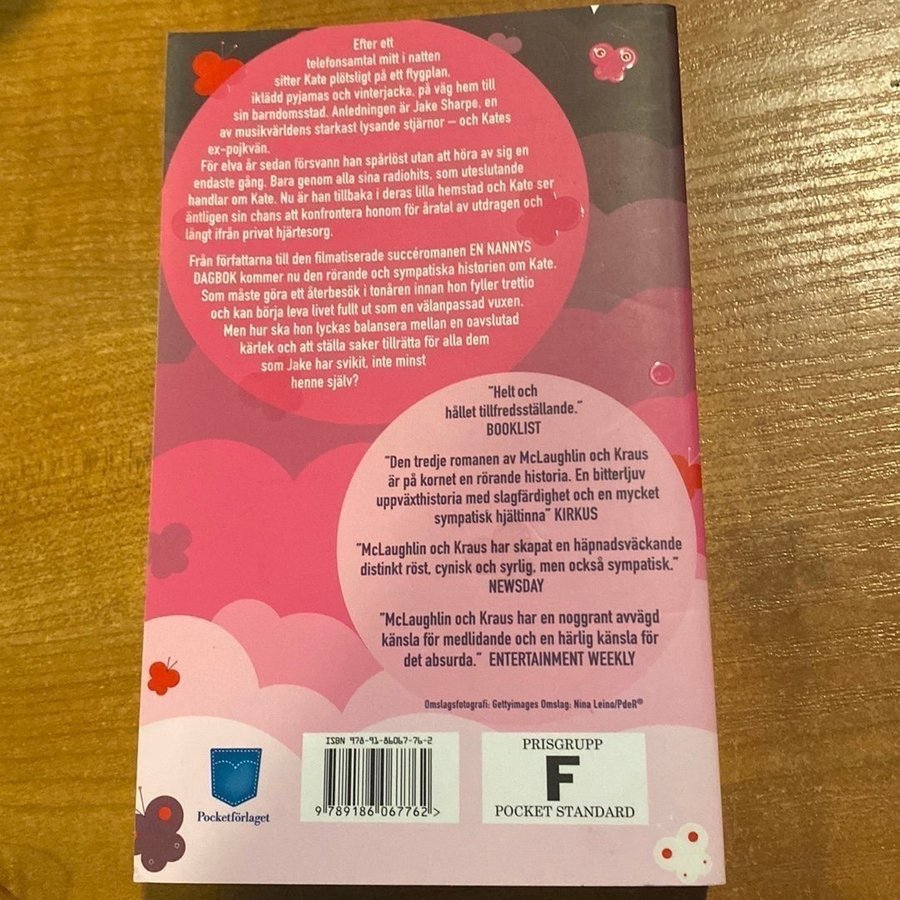 Efter ett
telefonsamtal mitt i natten
sitter Kate plötsligt på ett flygplan,
iklädd pyjamas och vinterjacka, på väg hem till
sin barndomsstad. Anledningen är Jake Sharpe, en
av musikvärldens starkast lysande stjärnor – och Kates
ex-pojkvän.
För elva år sedan försvann han spårlöst utan att höra av sig en
endaste gång. Bara genom alla sina radiohits, som uteslutande
handlar om Kate. Nu är han tillbaka i deras lilla hemstad och Kate ser
äntligen sin chans att konfrontera honom för åratal av utdragen och
långt ifrån privat hjärtesorg.
Från författarna till den filmatiserade succéromanen EN NANNYS
DAGBOK kommer nu den rörande och sympatiska historien om Kate.
Som måste göra ett återbesök i tonåren innan hon fyller trettio
och kan börja leva livet fullt ut som en välanpassad vuxen.
Men hur ska hon lyckas balansera mellan en oavslutad
kärlek och att ställa saker tillrätta för alla dem
som Jake har svikit, inte minst
henne själv?
"Helt och
hållet tillfredsställande."
BOOKLIST
"Den tredje romanen av McLaughlin och Kraus
är på kornet en rörande historia. En bitterljuv
uppväxthistoria med slagfärdighet och en mycket
sympatisk hjältinna" KIRKUS
"McLaughlin och Kraus har skapat en häpnadsväckande
distinkt röst, cynisk och syrlig, men också sympatisk."
NEWSDAY
"McLaughlin och Kraus har en noggrant avvägd
känsla för medlidande och en härlig känsla för
det absurda." ENTERTAINMENT WEEKLY
Omslagsfotografi: Gettyimages Omslag: Nina Leino/PdeR®
Pocketförlaget
ISBN 978-91-86067-76-2
9 789186 067762 >
PRISGRUPP
F
POCKET STANDARD